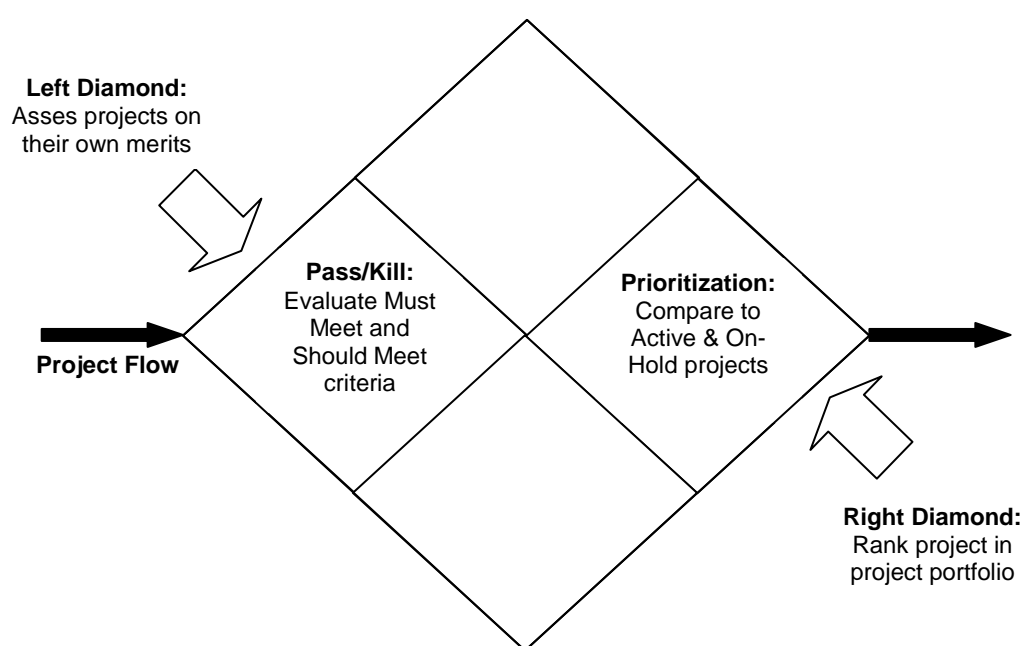 Left Diamond:
Asses projects on
their own merits
Pass/Kill:
Evaluate Must
Meet and
Should Meet
criteria
Prioritization:
Compare to
Active & On-
Hold projects
Project Flow
Right Diamond:
Rank project in
project portfolio